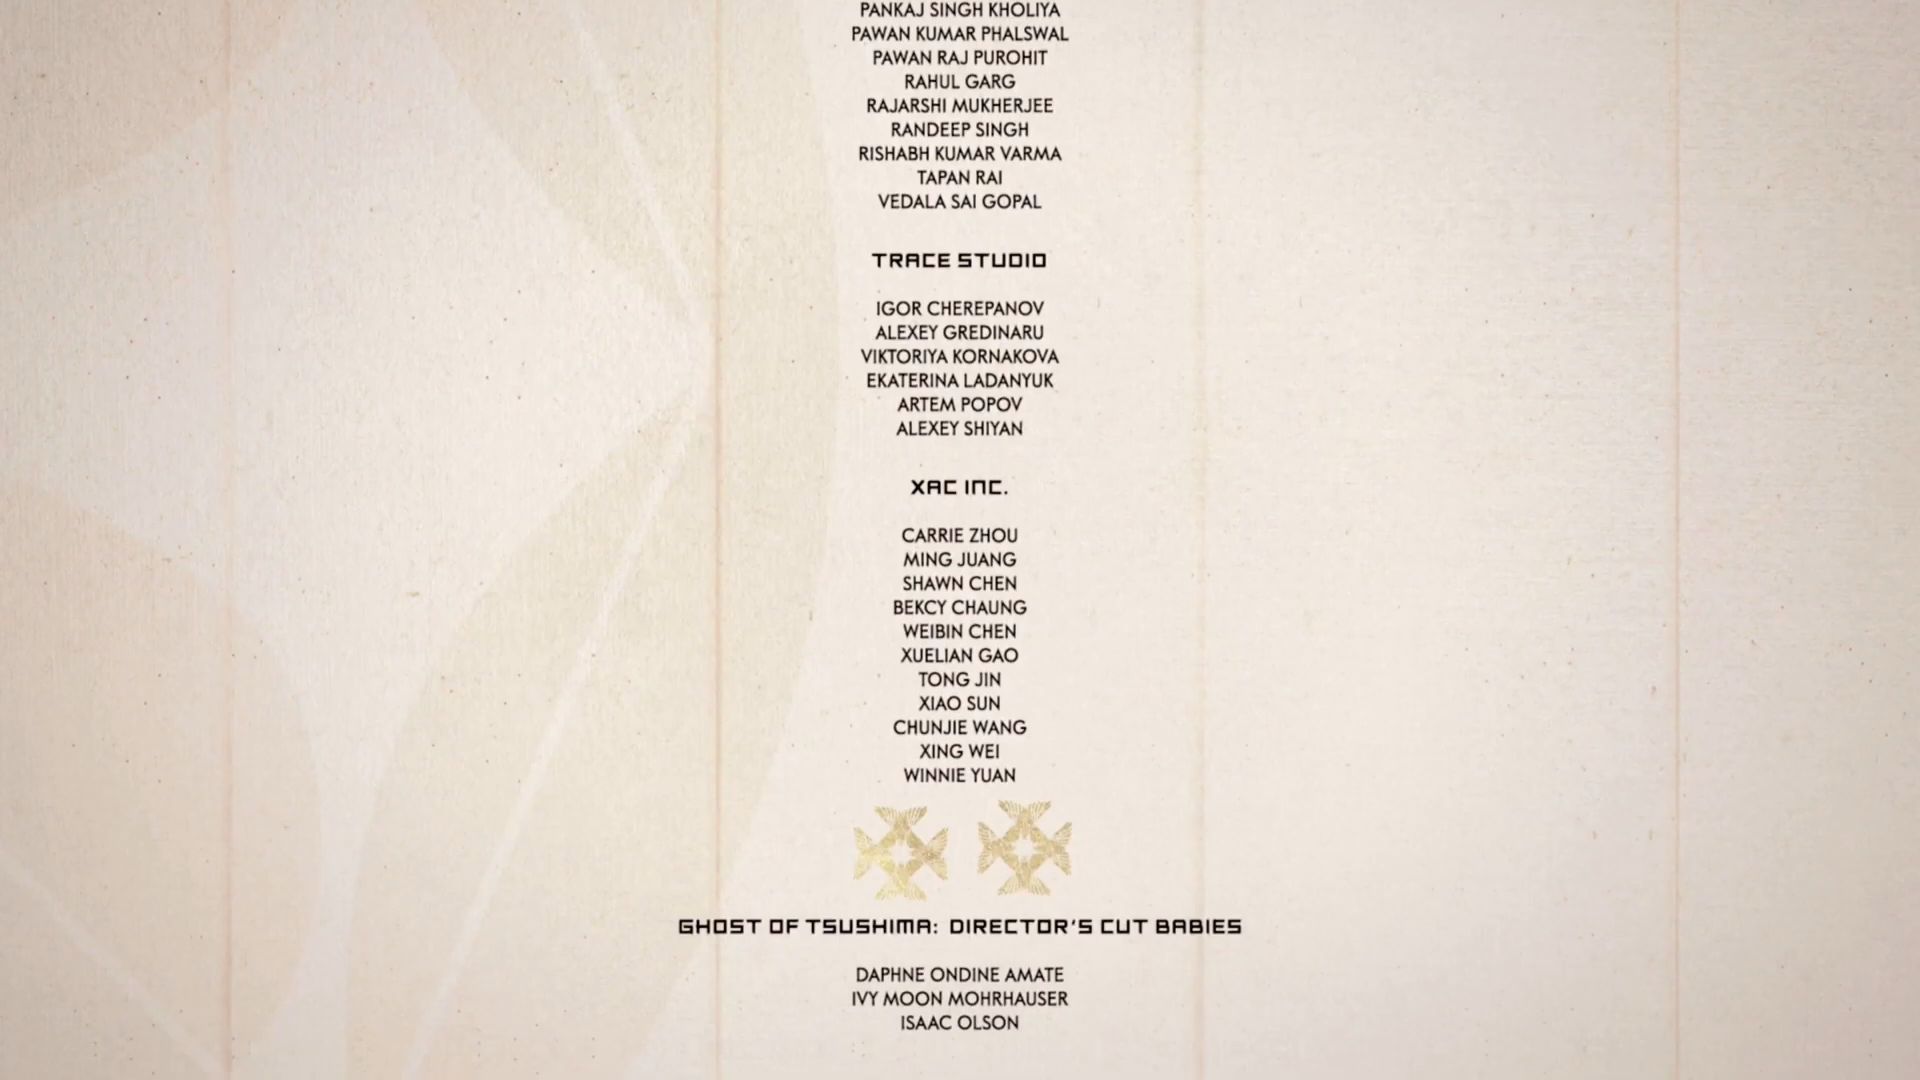 PANKAJ SINGH KHOLIYA
PAWAN KUMAR PHALSWAL
PAWAN RAJ PUROHIT
RAHUL GARG
RAJARSHI MUKHERJEE
RANDEEP SINGH
RISHABH KUMAR VARMA
TAPAN RAI
VEDALA SAI GOPAL
TRACE STUDIO
IGOR CHEREPANOV
ALEXEY GREDINARU
VIKTORIYA KORNAKOVA
EKATERINA LADANYUK
ARTEM POPOV
ALEXEY SHIYAN
XAC INC.
CARRIE ZHOU
MING JUANG
SHAWN CHEN
BEKCY CHAUNG
WEIBIN CHEN
XUELIAN GAO
TONG JIN
XIAO SUN
CHUNJIE WANG
XING WEI
WINNIE YUAN
GHOST OF TSUSHIMA: DIRECTOR'S CUT BABIES
DAPHNE ONDINE AMATE
IVY MOON MOHRHAUSER
ISAAC OLSON